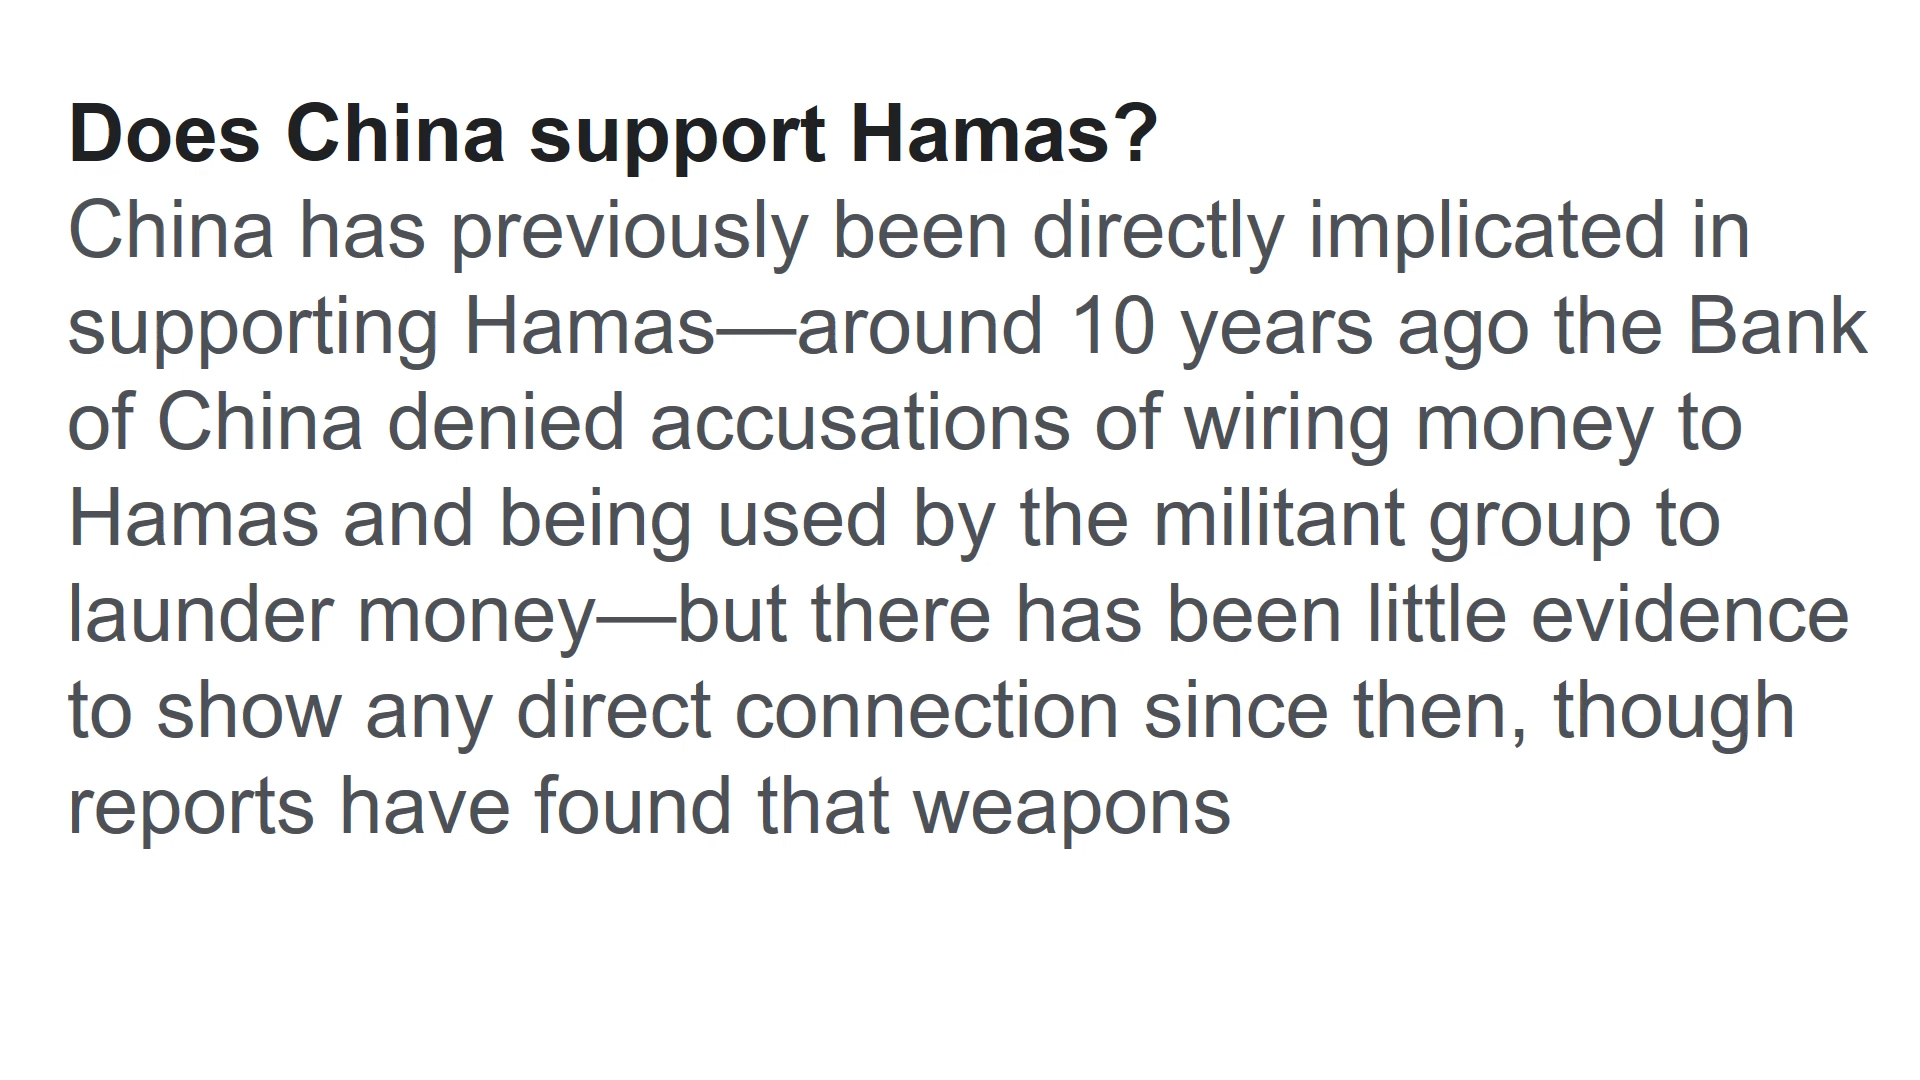 Does China support Hamas?
China has previously been directly implicated in
supporting Hamas—around 10 years ago the Bank
of China denied accusations of wiring money to
Hamas and being used by the militant group to
launder money—but there has been little evidence
to show any direct connection since then, though
reports have found that weapons